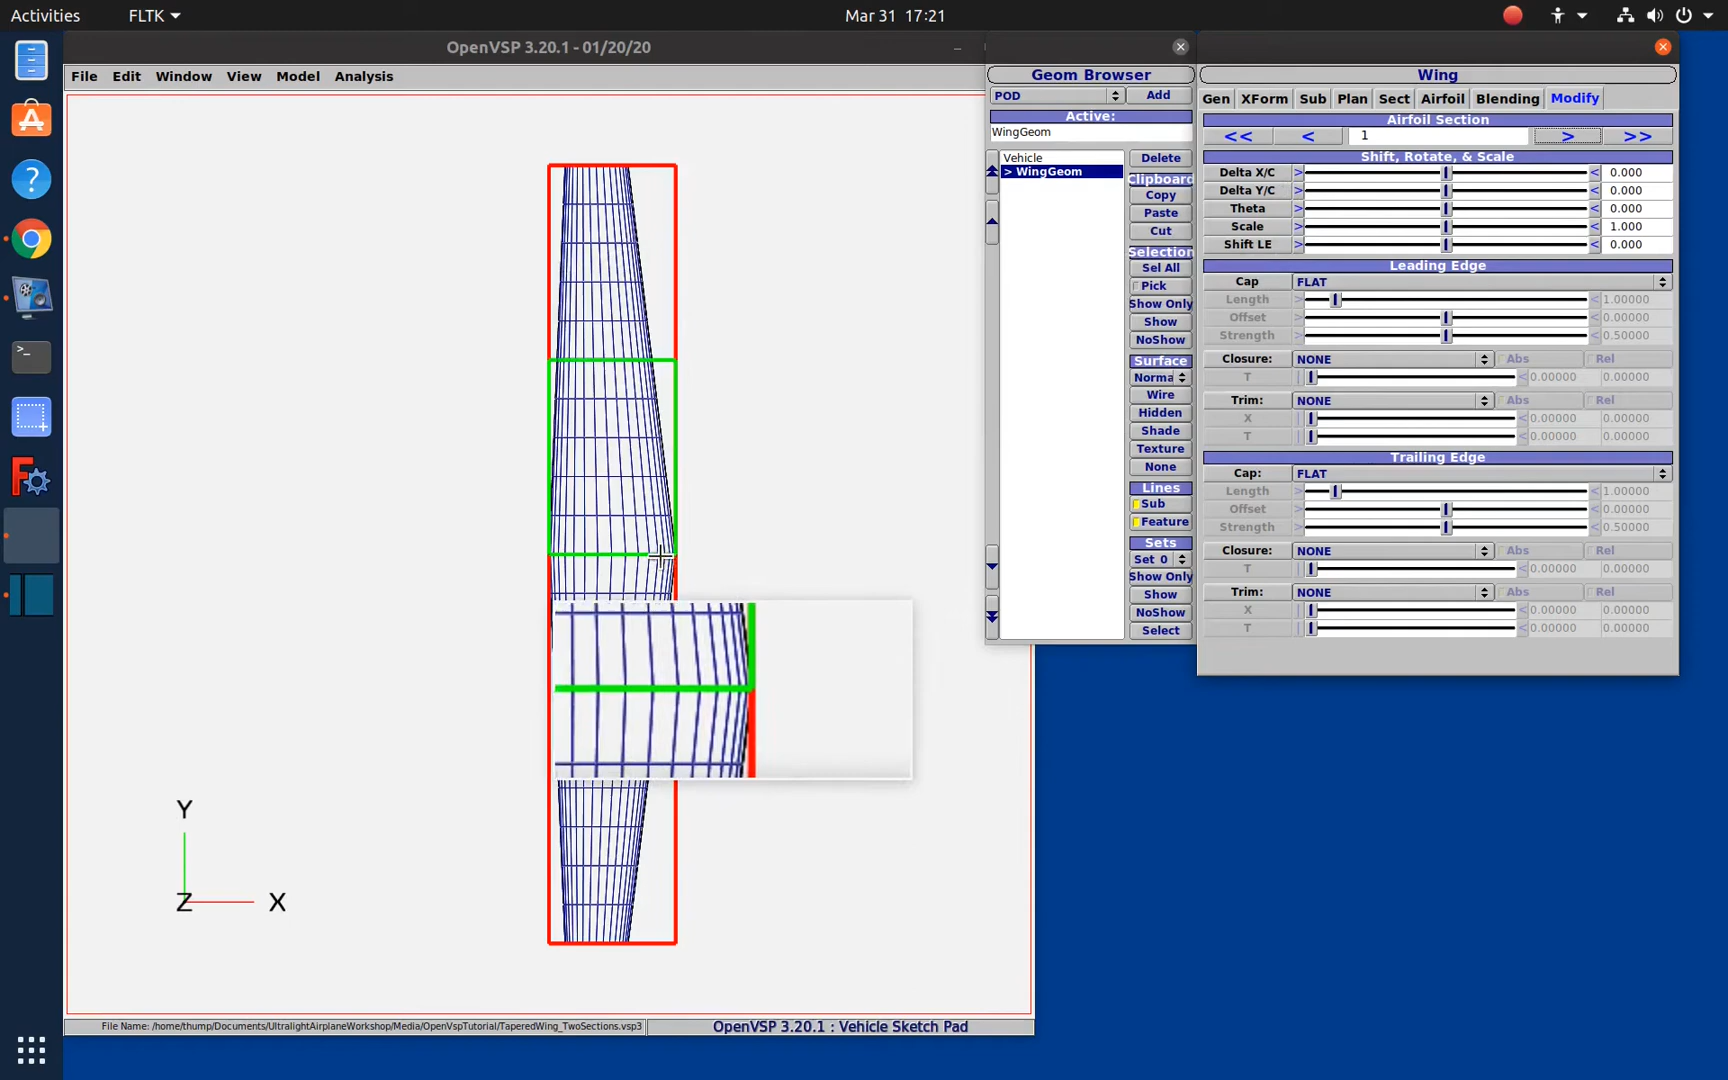 Activities
FLTK
Mar 31 17:21
OpenVSP 3.20.1 - 01/20/20
File Edit Window View Model Analysis
Y
Z X
File Name: /home/thump/Documents/UltralightAirplaneWorkshop/Media/OpenVspTutorial/TaperedWing_TwoSections.vsp3
OpenVSP 3.20.1 : Vehicle Sketch Pad
Geom Browser
POD Add
Active:
WingGeom
Vehicle
> WingGeom
Delete
Clipboard
Copy
Paste
Cut
Selection
Sel All
Pick
Show Only
Show
NoShow
Surface
Norma
Wire
Hidden
Shade
Texture
None
Lines
Sub
Feature
Sets
Set 0
Show Only
Show
NoShow
Select
Wing
Gen XForm Sub Plan Sect Airfoil Blending Modify
Airfoil Section
<< < 1 > >>
Shift, Rotate, & Scale
Delta X/C > < 0.000
Delta Y/C > < 0.000
Theta > < 0.000
Scale > < 1.000
Shift LE > < 0.000
Leading Edge
Cap FLAT
Length > < 1.00000
Offset > < 0.00000
Strength > < 0.50000
Closure: NONE Abs Rel
T | < 0.00000 0.00000
Trim: NONE Abs Rel
X | < 0.00000 0.00000
T | < 0.00000 0.00000
Trailing Edge
Cap: FLAT
Length > < 1.00000
Offset > < 0.00000
Strength > < 0.50000
Closure: NONE Abs Rel
T | < 0.00000 0.00000
Trim: NONE Abs Rel
X | < 0.00000 0.00000
T | < 0.00000 0.00000